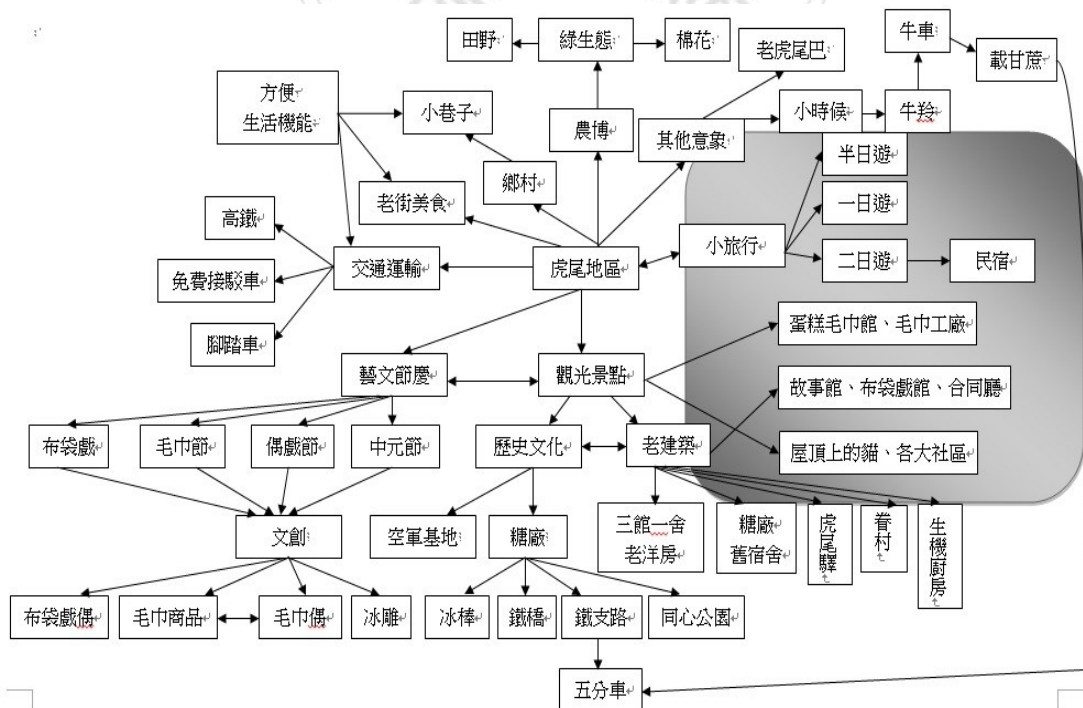 田野
綠生態
棉花
老虎尾巴
牛車
載甘蔗
方便
生活機能
小巷子
農博
其他意象
小時候
牛羚
半日遊
鄉村
老街美食
一日遊
高鐵
小旅行
交通運輸
虎尾地區
二日遊
民宿
免費接駁車
腳踏車
蛋糕毛巾館、毛巾工廠
藝文節慶
觀光景點
故事館、布袋戲館、合同廳
布袋戲
毛巾節
偶戲節
中元節
歷史文化
老建築
屋頂上的貓、各大社區
文創
空軍基地
糖廠
三館一舍
老洋房
糖廠
舊宿舍
虎尾驛
眷村
生機廚房
布袋戲偶
毛巾商品
毛巾偶
冰雕
冰棒
鐵橋
鐵支路
同心公園
五分車